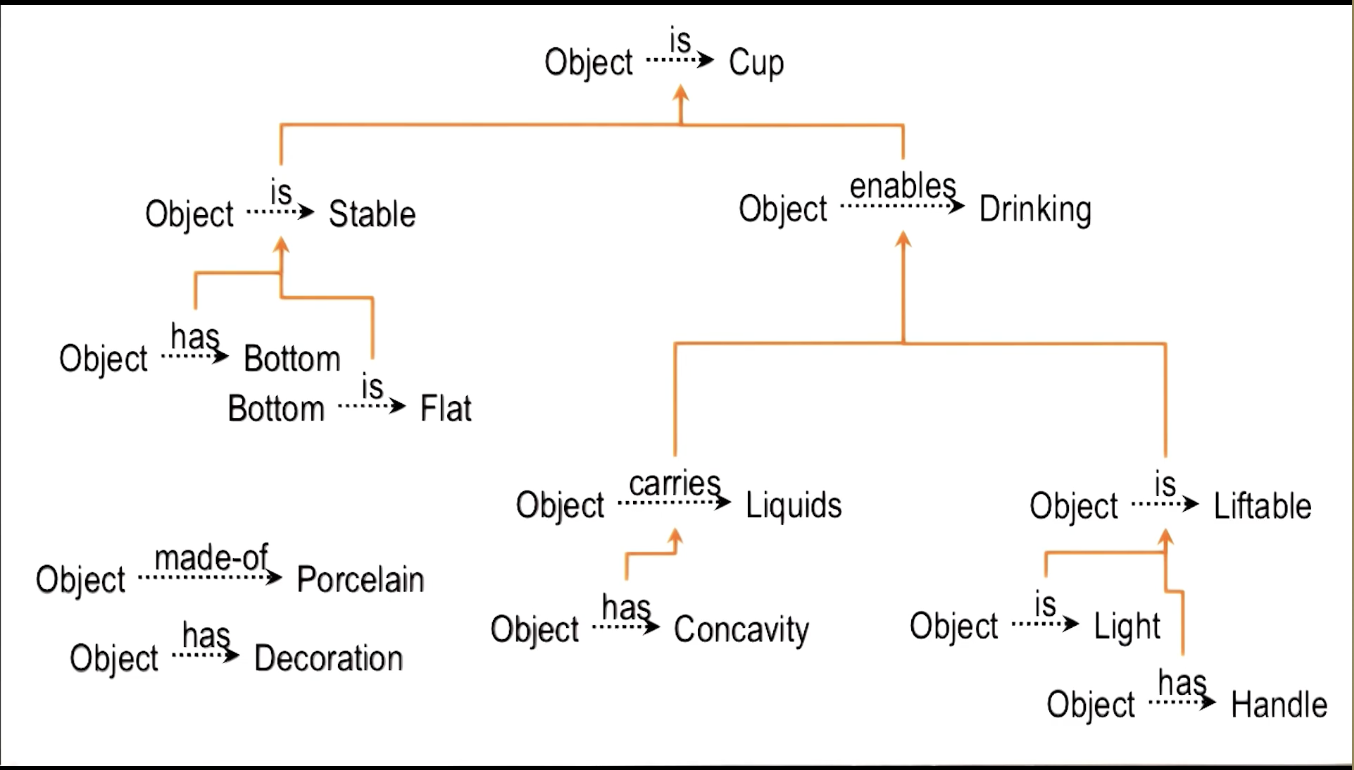 Object is Cup
Object is Stable
Object enables Drinking
Object has Bottom
Bottom is Flat
Object carries Liquids
Object is Liftable
Object made-of Porcelain
Object has Decoration
Object has Concavity
Object is Light
Object has Handle